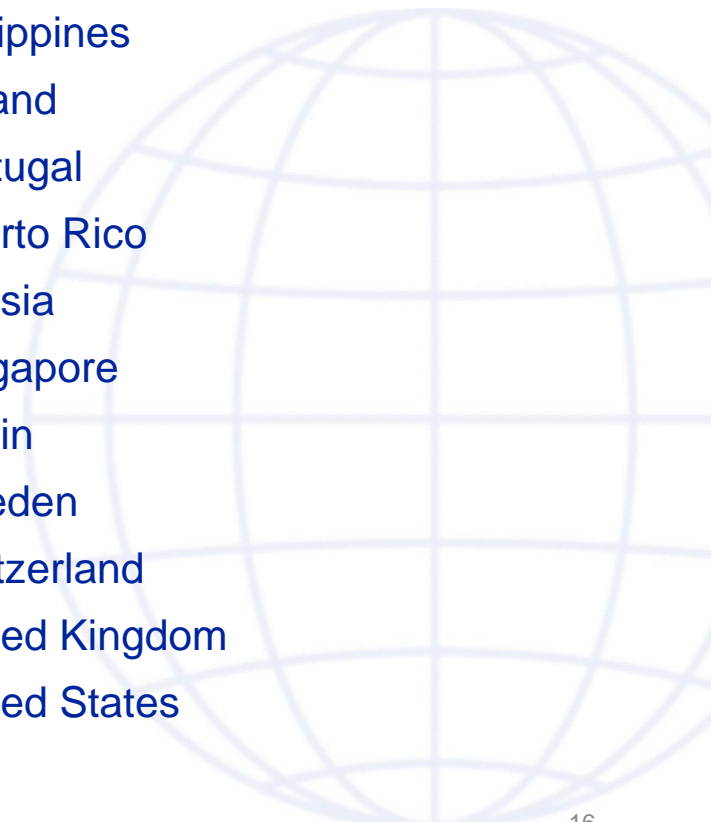 ippines
and
tugal
rto Rico
sia
gapore
in
eden
tzerland
ed Kingdom
ed States
16